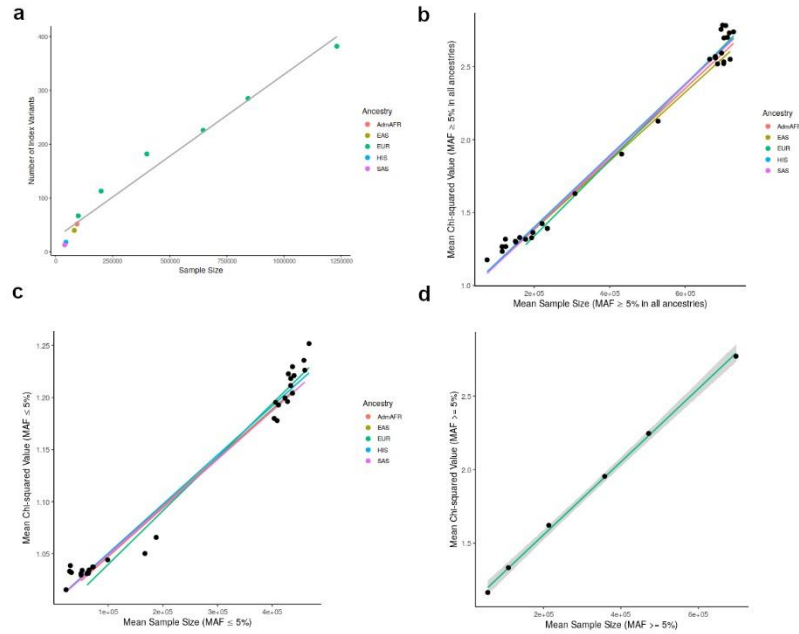 a
Number of Index Variants
400
300
200
100
0
0
250000
500000
750000
1000000
1250000
Sample Size
Ancestry
AdmAFR
EAS
EUR
HIS
SAS
b
Mean Chi-squared Value (MAF ≥ 5% in all ancestries)
2.5
2.0
1.5
1.0
2e+05
4e+05
6e+05
Mean Sample Size (MAF ≥ 5% in all ancestries)
Ancestry
AdmAFR
EAS
EUR
HIS
SAS
c
Mean Chi-squared Value (MAF ≤ 5%)
1.25
1.20
1.15
1.10
1.05
1e+05
2e+05
3e+05
4e+05
Mean Sample Size (MAF ≤ 5%)
Ancestry
AdmAFR
EAS
EUR
HIS
SAS
d
Mean Chi-squared Value (MAF >= 5%)
2.5
2.0
1.5
2e+05
4e+05
6e+05
Mean Sample Size (MAF >= 5%)